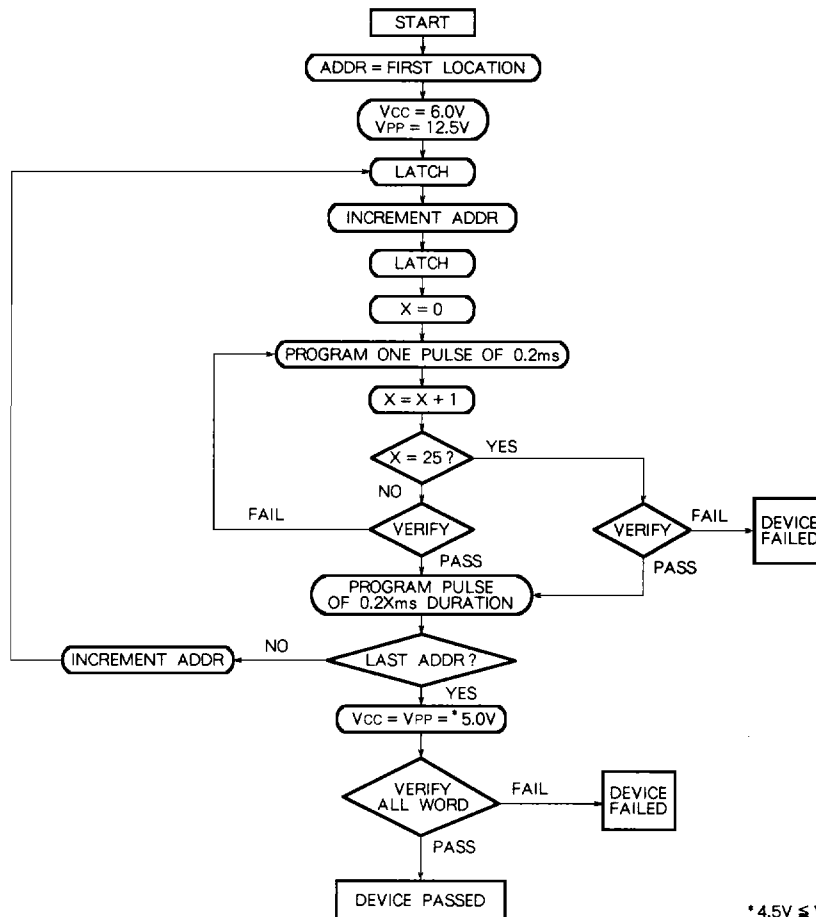 START
ADDR = FIRST LOCATION
VCC = 6.0V
VPP = 12.5V
LATCH
INCREMENT ADDR
LATCH
X = 0
PROGRAM ONE PULSE OF 0.2ms
X = X + 1
X = 25 ?
YES
NO
VERIFY
FAIL
PASS
VERIFY
FAIL
PASS
DEVICE
FAILED
PROGRAM PULSE
OF 0.2Xms DURATION
LAST ADDR ?
NO
INCREMENT ADDR
YES
VCC = VPP = *5.0V
VERIFY
ALL WORD
FAIL
DEVICE
FAILED
PASS
DEVICE PASSED
* 4.5V ≦